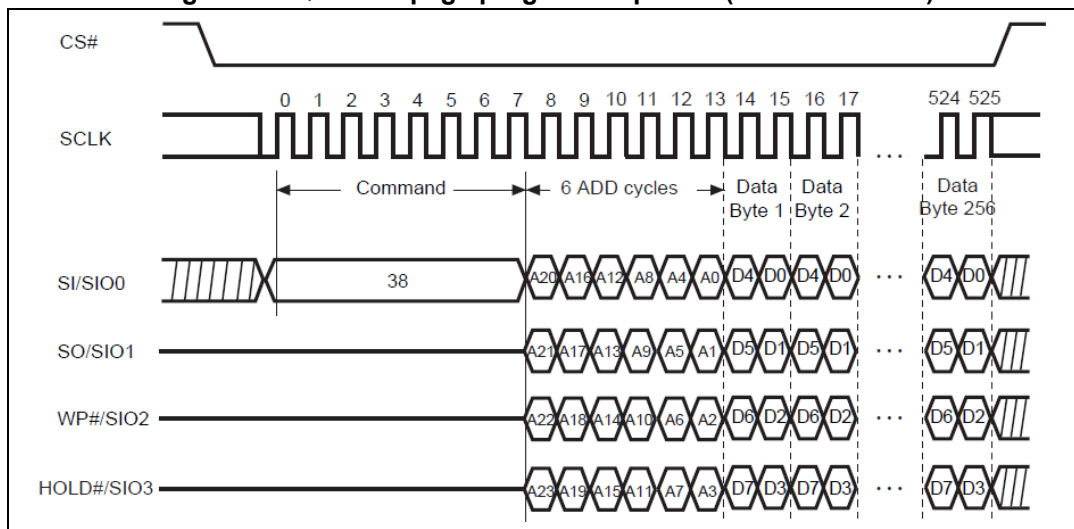 CS#
0 1 2 3 4 5 6 7 8 9 10 11 12 13 14 15 16 17 524 525
SCLK
...
Command 6 ADD cycles Data Data Data
Byte 1 Byte 2 Byte 256
SI/SIO0 38 A20 A16 A12 A8 A4 A0 D4 D0 D4 D0 ... D4 D0
SO/SIO1 A21 A17 A13 A9 A5 A1 D5 D1 D5 D1 ... D5 D1
WP#/SIO2 A22 A18 A14 A10 A6 A2 D6 D2 D6 D2 ... D6 D2
HOLD#/SIO3 A23 A19 A15 A11 A7 A3 D7 D3 D7 D3 ... D7 D3